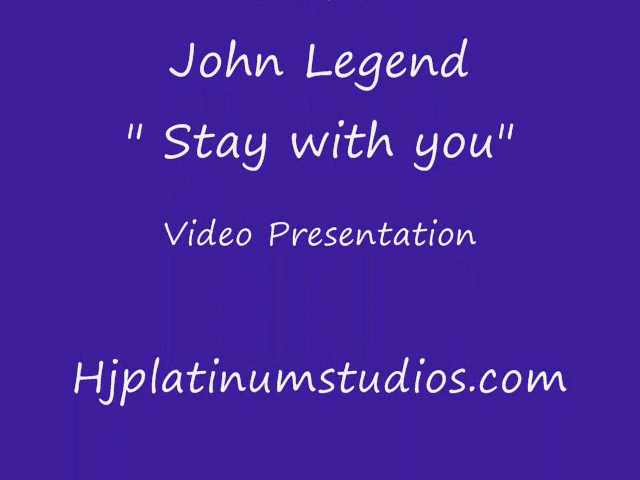 John Legend
" Stay with you"
Video Presentation
Hjplatinumstudios.com